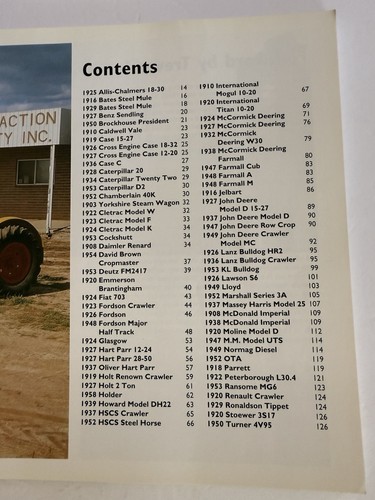 ACTION
TY INC.
Contents
1925 Allis-Chalmers 18-30 14
1916 Bates Steel Mule 16
1929 Bates Steel Mule 18
1927 Benz Sendling 20
1950 Brockhouse President 21
1910 Caldwell Vale 23
1919 Case 15-27 23
1926 Cross Engine Case 18-32 25
1927 Cross Engine Case 12-20 25
1936 Case C 27
1928 Caterpillar 20 29
1934 Caterpillar Twenty Two 29
1953 Caterpillar D2 30
1952 Chamberlain 40K 30
1903 Yorkshire Steam Wagon 32
1922 Cletrac Model W 32
1923 Cletrac Model F 33
1924 Cletrac Model K 34
1953 Cockshutt 34
1908 Daimler Renard 34
1954 David Brown
Cropmaster 37
1953 Deutz FM2417 39
1920 Emmerson
Brantingham 40
1924 Fiat 703 43
1923 Fordson Crawler 44
1926 Fordson 46
1948 Fordson Major
Half Track 48
1924 Glasgow 53
1927 Hart Parr 12-24 54
1927 Hart Parr 28-50 56
1937 Oliver Hart Parr 57
1919 Holt Renown Crawler 59
1927 Holt 2 Ton 61
1958 Holder 62
1939 Howard Model DH22 63
1937 HSCS Crawler 65
1952 HSCS Steel Horse 66
1910 International
Mogul 10-20 67
1920 International
Titan 10-20 69
1924 McCormick Deering 71
1927 McCormick Deering 76
1932 McCormick
Deering W30 79
1938 McCormick Deering
Farmall 80
1947 Farmall Cub 83
1948 Farmall A 83
1948 Farmall M 85
1916 Jelbart 86
1927 John Deere
Model D 15-27 89
1937 John Deere Model D 90
1947 John Deere Row Crop 90
1949 John Deere Crawler
Model MC 92
1926 Lanz Bulldog HR2 95
1936 Lanz Bulldog Crawler 95
1953 KL Bulldog 99
1926 Lawson S6 101
1949 Lloyd 103
1952 Marshall Series 3A 105
1937 Massey Harris Model 25 107
1908 McDonald Imperial 109
1938 McDonald Imperial 109
1920 Moline Model D 112
1947 M.M. Model UTS 114
1949 Normag Diesel 114
1952 OTA 119
1918 Parrett 119
1922 Peterborough L30.4 121
1953 Ransome MG6 123
1920 Renault Crawler 124
1929 Ronaldson Tippet 124
1920 Stoewer 3S17 126
1950 Turner 4V95 126